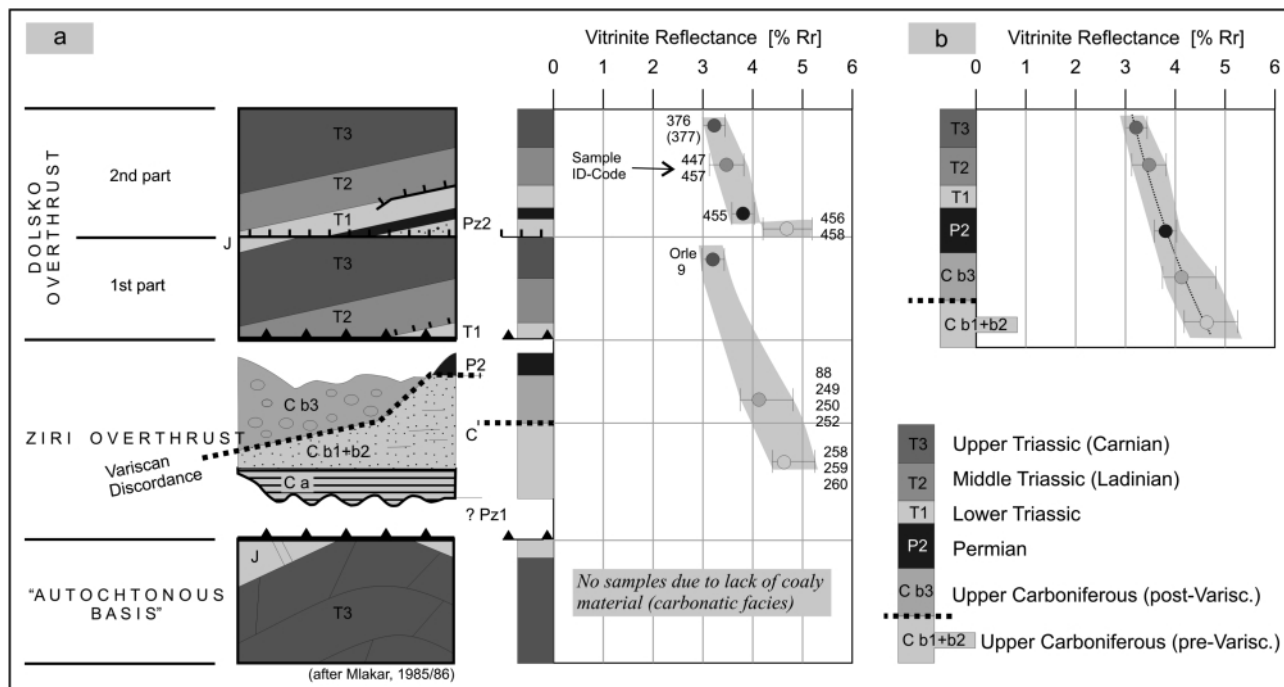 a
Vitrinite Reflectance [% Rr]
0 1 2 3 4 5 6
DOLSKO
OVERTHRUST
2nd part
1st part
T3
T2
T1
Pz2
J
T3
T2
T1
376
(377)
Sample
ID-Code
447
457
455
456
458
Orle
9
ZIRI OVERTHRUST
Variscan
Discordance
P2
C b3
C b1+b2
C a
C
? Pz1
88
249
250
252
258
259
260
"AUTOCHTONOUS
BASIS"
J
T3
(after Mlakar, 1985/86)
No samples due to lack of coaly
material (carbonatic facies)
b
Vitrinite Reflectance [% Rr]
0 1 2 3 4 5 6
T3
T2
T1
P2
C b3
C b1+b2
T3 Upper Triassic (Carnian)
T2 Middle Triassic (Ladinian)
T1 Lower Triassic
P2 Permian
C b3 Upper Carboniferous (post-Varisc.)
C b1+b2 Upper Carboniferous (pre-Varisc.)